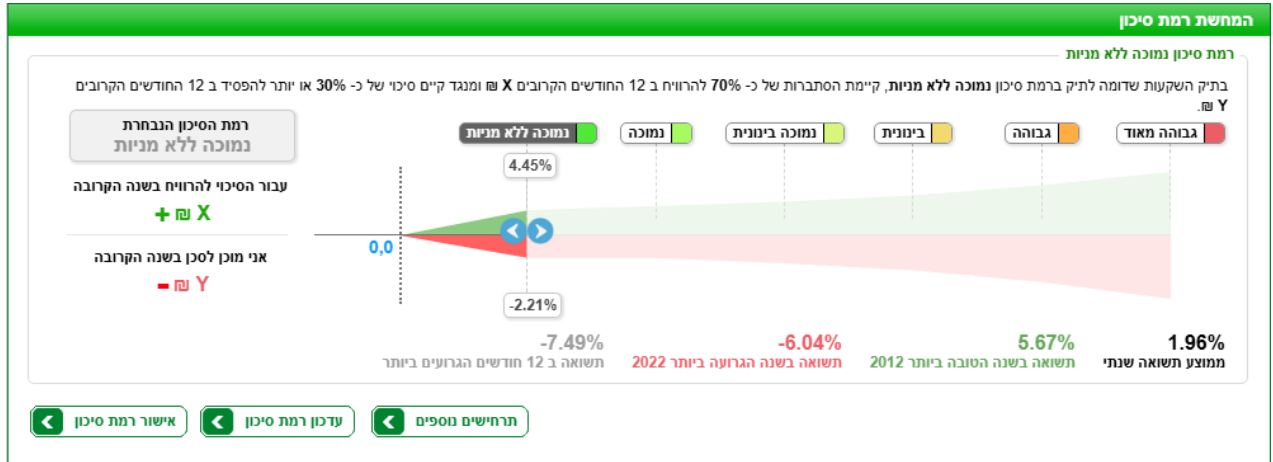 המחשת רמת סיכון
רמת סיכון נמוכה ללא מניות
בתיק השקעות שדומה לתיק ברמת סיכון נמוכה ללא מניות, קיימת הסתברות של כ- 70% להרוויח ב 12 החודשים הקרובים X ₪ ומנגד קיים סיכוי של כ- 30% או יותר להפסיד ב 12 החודשים הקרובים
Y ₪.
גבוהה מאוד
גבוהה
בינונית
נמוכה בינונית
נמוכה
נמוכה ללא מניות
רמת הסיכון הנבחרת
נמוכה ללא מניות
4.45%
עבור הסיכוי להרוויח בשנה הקרובה
X ₪ +
0,0
אני מוכן לסכן בשנה הקרובה
Y ₪ -
-2.21%
1.96%
ממוצע תשואה שנתי
5.67%
תשואה בשנה הטובה ביותר 2012
-6.04%
תשואה בשנה הגרועה ביותר 2022
-7.49%
תשואה ב 12 חודשים הגרועים ביותר
תרחישים נוספים
עדכון רמת סיכון
אישור רמת סיכון